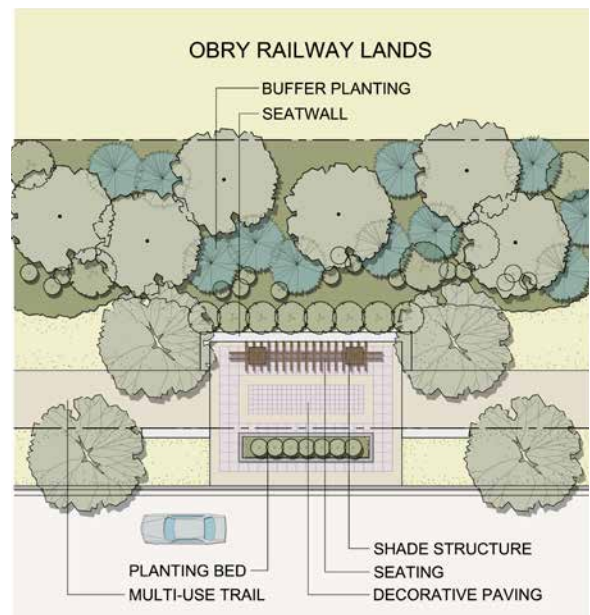 OBRY RAILWAY LANDS
BUFFER PLANTING
SEATWALL
SHADE STRUCTURE
PLANTING BED
SEATING
MULTI-USE TRAIL
DECORATIVE PAVING